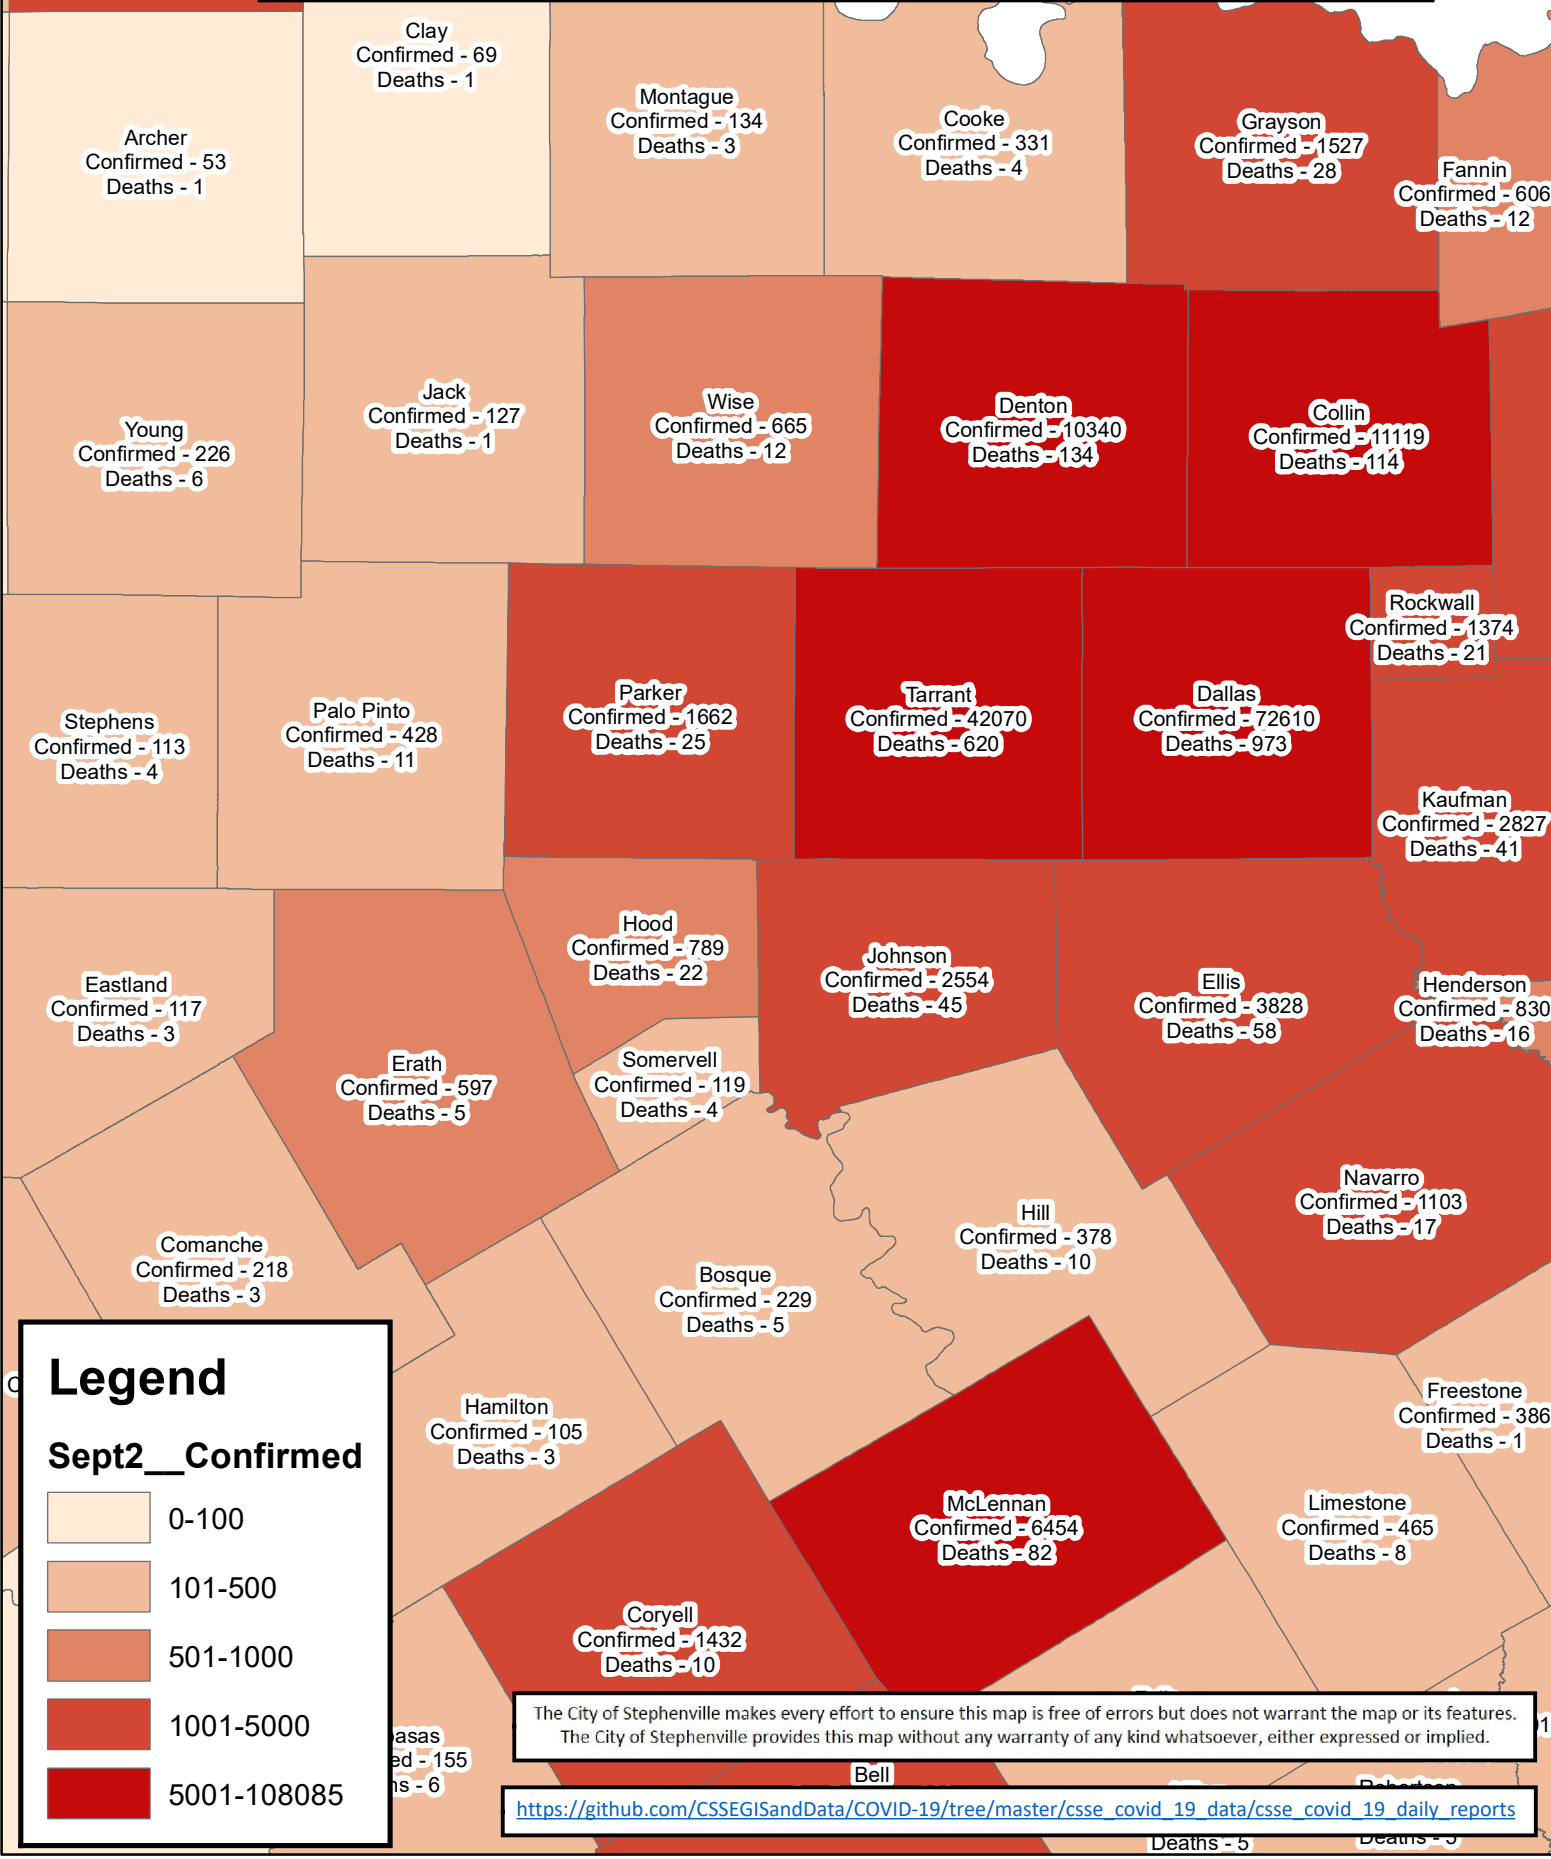 Clay
Confirmed - 69
Deaths - 1
Montague
Confirmed - 134
Deaths - 3
Cooke
Confirmed - 331
Deaths - 4
Grayson
Confirmed - 1527
Deaths - 28
Archer
Confirmed - 53
Deaths - 1
Fannin
Confirmed - 606
Deaths - 12
Young
Confirmed - 226
Deaths - 6
Jack
Confirmed - 127
Deaths - 1
Wise
Confirmed - 665
Deaths - 12
Denton
Confirmed - 10340
Deaths - 134
Collin
Confirmed - 11119
Deaths - 114
Rockwall
Confirmed - 1374
Deaths - 21
Stephens
Confirmed - 113
Deaths - 4
Palo Pinto
Confirmed - 428
Deaths - 11
Parker
Confirmed - 1662
Deaths - 25
Tarrant
Confirmed - 42070
Deaths - 620
Dallas
Confirmed - 72610
Deaths - 973
Kaufman
Confirmed - 2827
Deaths - 41
Eastland
Confirmed - 117
Deaths - 3
Hood
Confirmed - 789
Deaths - 22
Johnson
Confirmed - 2554
Deaths - 45
Ellis
Confirmed - 3828
Deaths - 58
Henderson
Confirmed - 830
Deaths - 16
Erath
Confirmed - 597
Deaths - 5
Somervell
Confirmed - 119
Deaths - 4
Navarro
Confirmed - 1103
Deaths - 17
Comanche
Confirmed - 218
Deaths - 3
Bosque
Confirmed - 229
Deaths - 5
Hill
Confirmed - 378
Deaths - 10
Hamilton
Confirmed - 105
Deaths - 3
Freestone
Confirmed - 386
Deaths - 1
McLennan
Confirmed - 6454
Deaths - 82
Limestone
Confirmed - 465
Deaths - 8
Coryell
Confirmed - 1432
Deaths - 10
Legend
Sept2__Confirmed
0-100
101-500
501-1000
1001-5000
5001-108085
asas
ed - 155
s - 6
The City of Stephenville makes every effort to ensure this map is free of errors but does not warrant the map or its features.
The City of Stephenville provides this map without any warranty of any kind whatsoever, either expressed or implied.
Bell
https://github.com/CSSEGISandData/COVID-19/tree/master/csse_covid_19_data/csse_covid_19_daily_reports
Deaths - 5